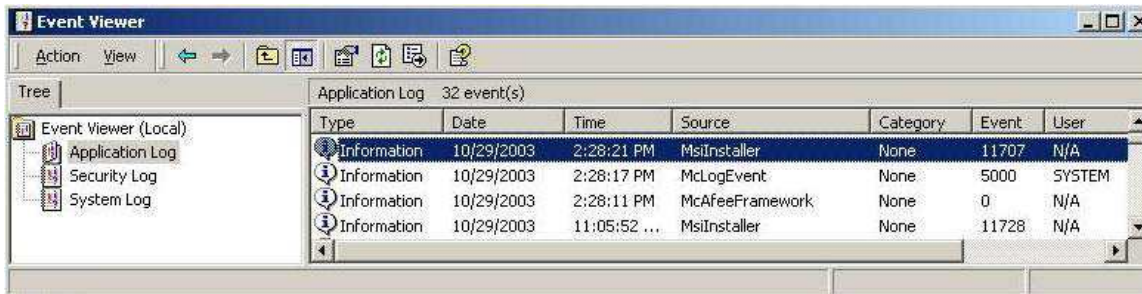 Event Viewer
Action View
Tree
Application Log 32 event(s)
Event Viewer (Local)
Application Log
Security Log
System Log
Type Date Time Source Category Event User
Information 10/29/2003 2:28:21 PM MsiInstaller None 11707 N/A
Information 10/29/2003 2:28:17 PM McLogEvent None 5000 SYSTEM
Information 10/29/2003 2:28:11 PM McAfeeFramework None 0 N/A
Information 10/29/2003 11:05:52 ... MsiInstaller None 11728 N/A